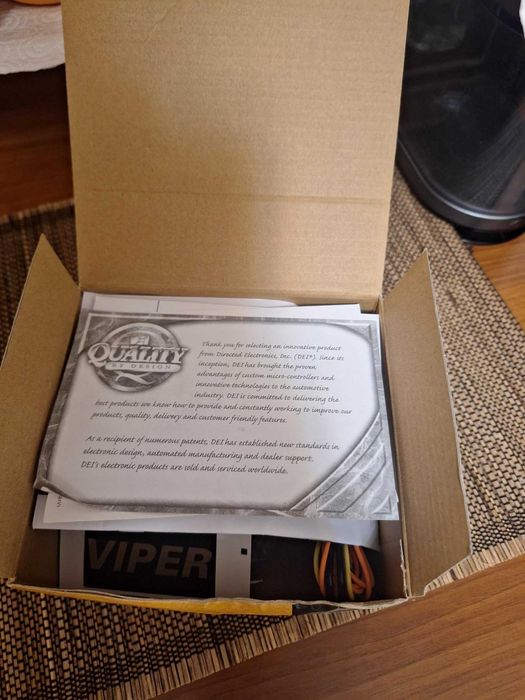 QUALITY
BY DESIGN
Thank you for selecting an innovative product
from Directed Electronics, Inc. (DEI®). Since its
inception, DEI has brought the proven
advantages of custom micro-controllers and
innovative technologies to the automotive
industry. DEI is committed to delivering the
best products we know how to provide and constantly working to improve our
products, quality, delivery and customer friendly features.
As a recipient of numerous patents, DEI has established new standards in
electronic design, automated manufacturing and dealer support.
DEI's electronic products are sold and serviced worldwide.
VIPER